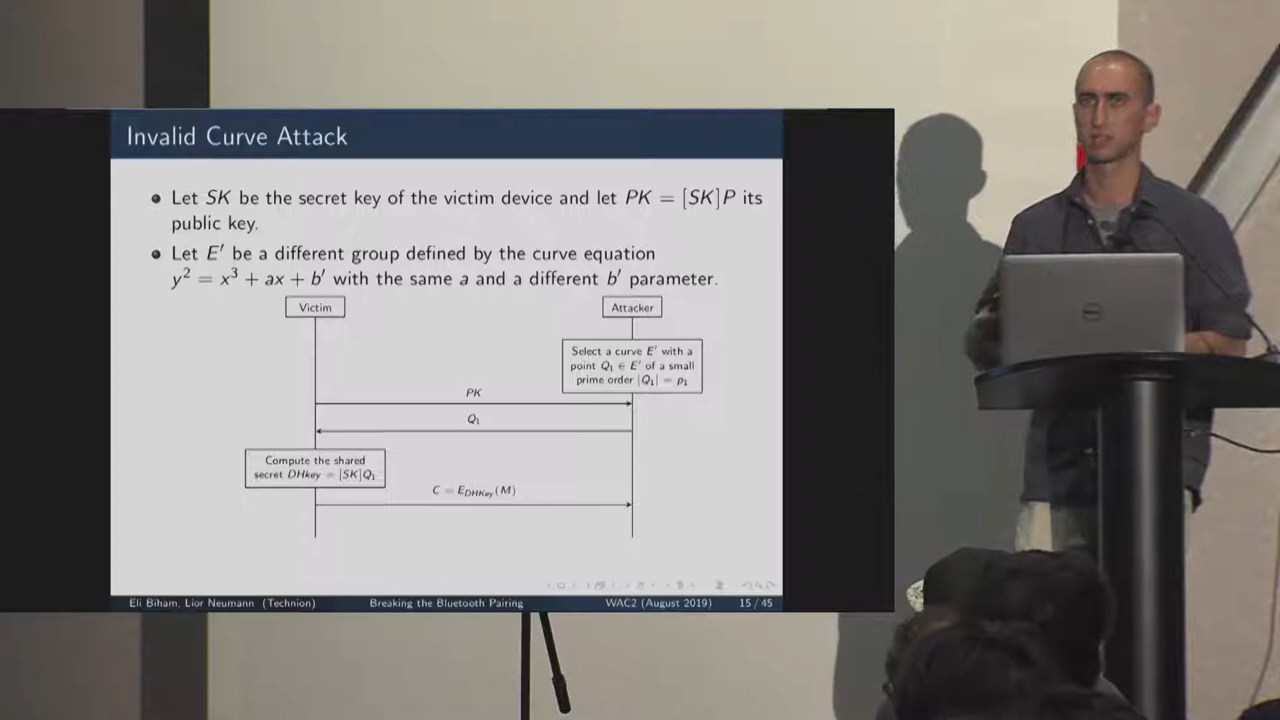 Invalid Curve Attack
Let SK be the secret key of the victim device and let PK = [SK]P its
public key.
Let E′ be a different group defined by the curve equation
y² = x³ + ax + b′ with the same a and a different b′ parameter.
Victim
Attacker
Select a curve E′ with a
point Q₁ ∈ E′ of a small
prime order |Q₁| = p₁
PK
Q₁
Compute the shared
secret DHkey = [SK]Q₁
C = E_DHKey(M)
Eli Biham, Lior Neumann (Technion) Breaking the Bluetooth Pairing WAC2 (August 2019) 15 / 45